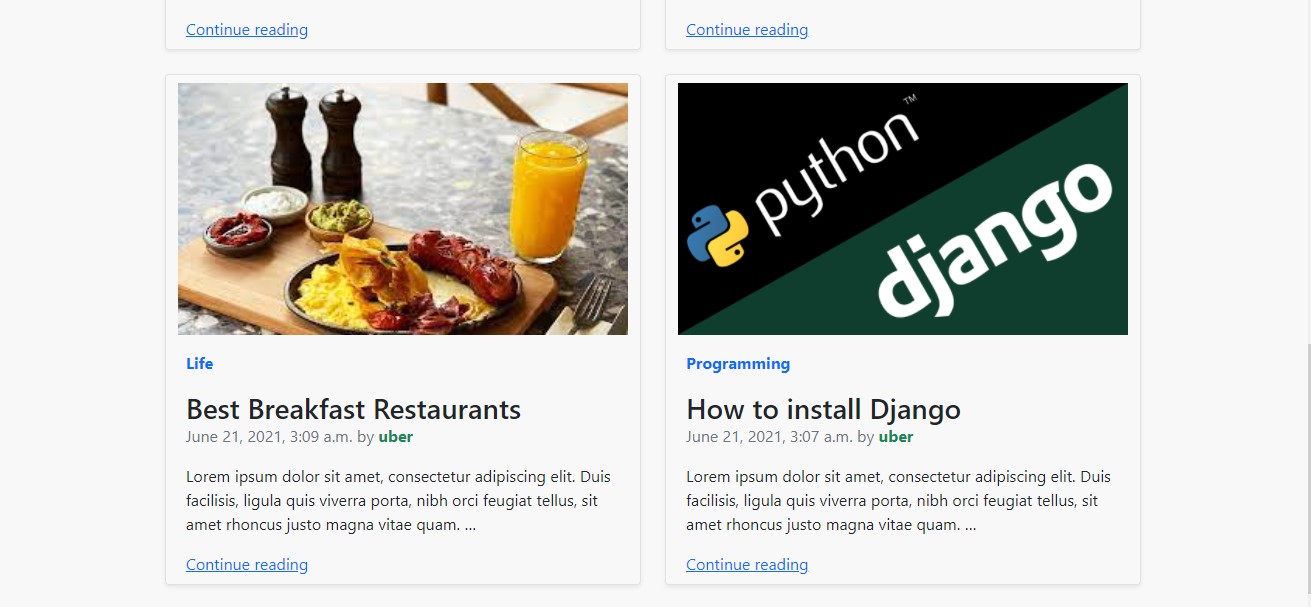 Continue reading
Continue reading
Life
Best Breakfast Restaurants
June 21, 2021, 3:09 a.m. by uber
Lorem ipsum dolor sit amet, consectetur adipiscing elit. Duis
facilisis, ligula quis viverra porta, nibh orci feugiat tellus, sit
amet rhoncus justo magna vitae quam. ...
Continue reading
python™
django
Programming
How to install Django
June 21, 2021, 3:07 a.m. by uber
Lorem ipsum dolor sit amet, consectetur adipiscing elit. Duis
facilisis, ligula quis viverra porta, nibh orci feugiat tellus, sit
amet rhoncus justo magna vitae quam. ...
Continue reading